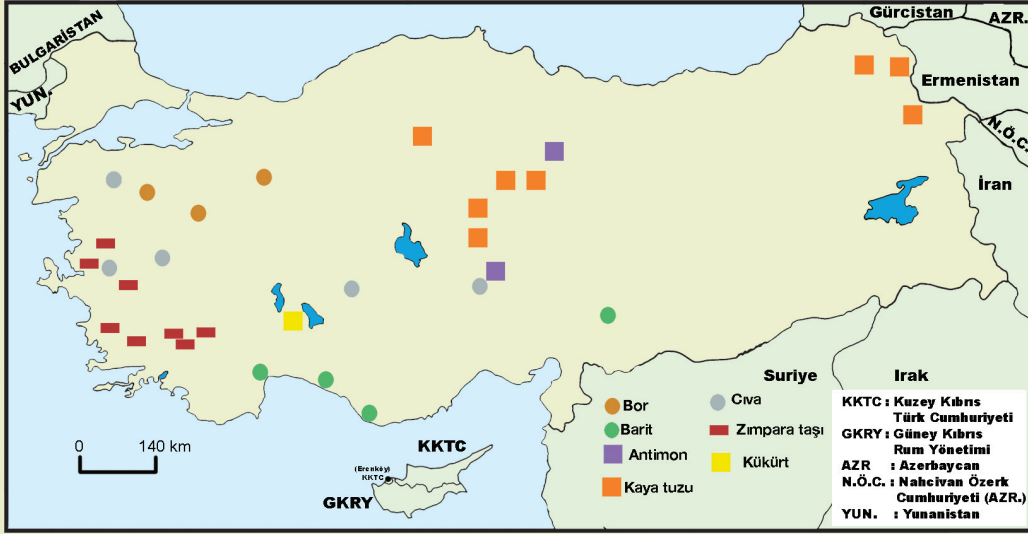 BULGARİSTAN
YUN.
Gürcistan
AZR.
Ermenistan
N.Ö.C.
İran
Suriye
Irak
0 140 km
KKTC
(Erenköy)
KKTC
GKRY
Bor
Barit
Antimon
Kaya tuzu
Cıva
Zımpara taşı
Kükürt
KKTC : Kuzey Kıbrıs
Türk Cumhuriyeti
GKRY : Güney Kıbrıs
Rum Yönetimi
AZR : Azerbaycan
N.Ö.C. : Nahcivan Özerk
Cumhuriyeti (AZR.)
YUN. : Yunanistan